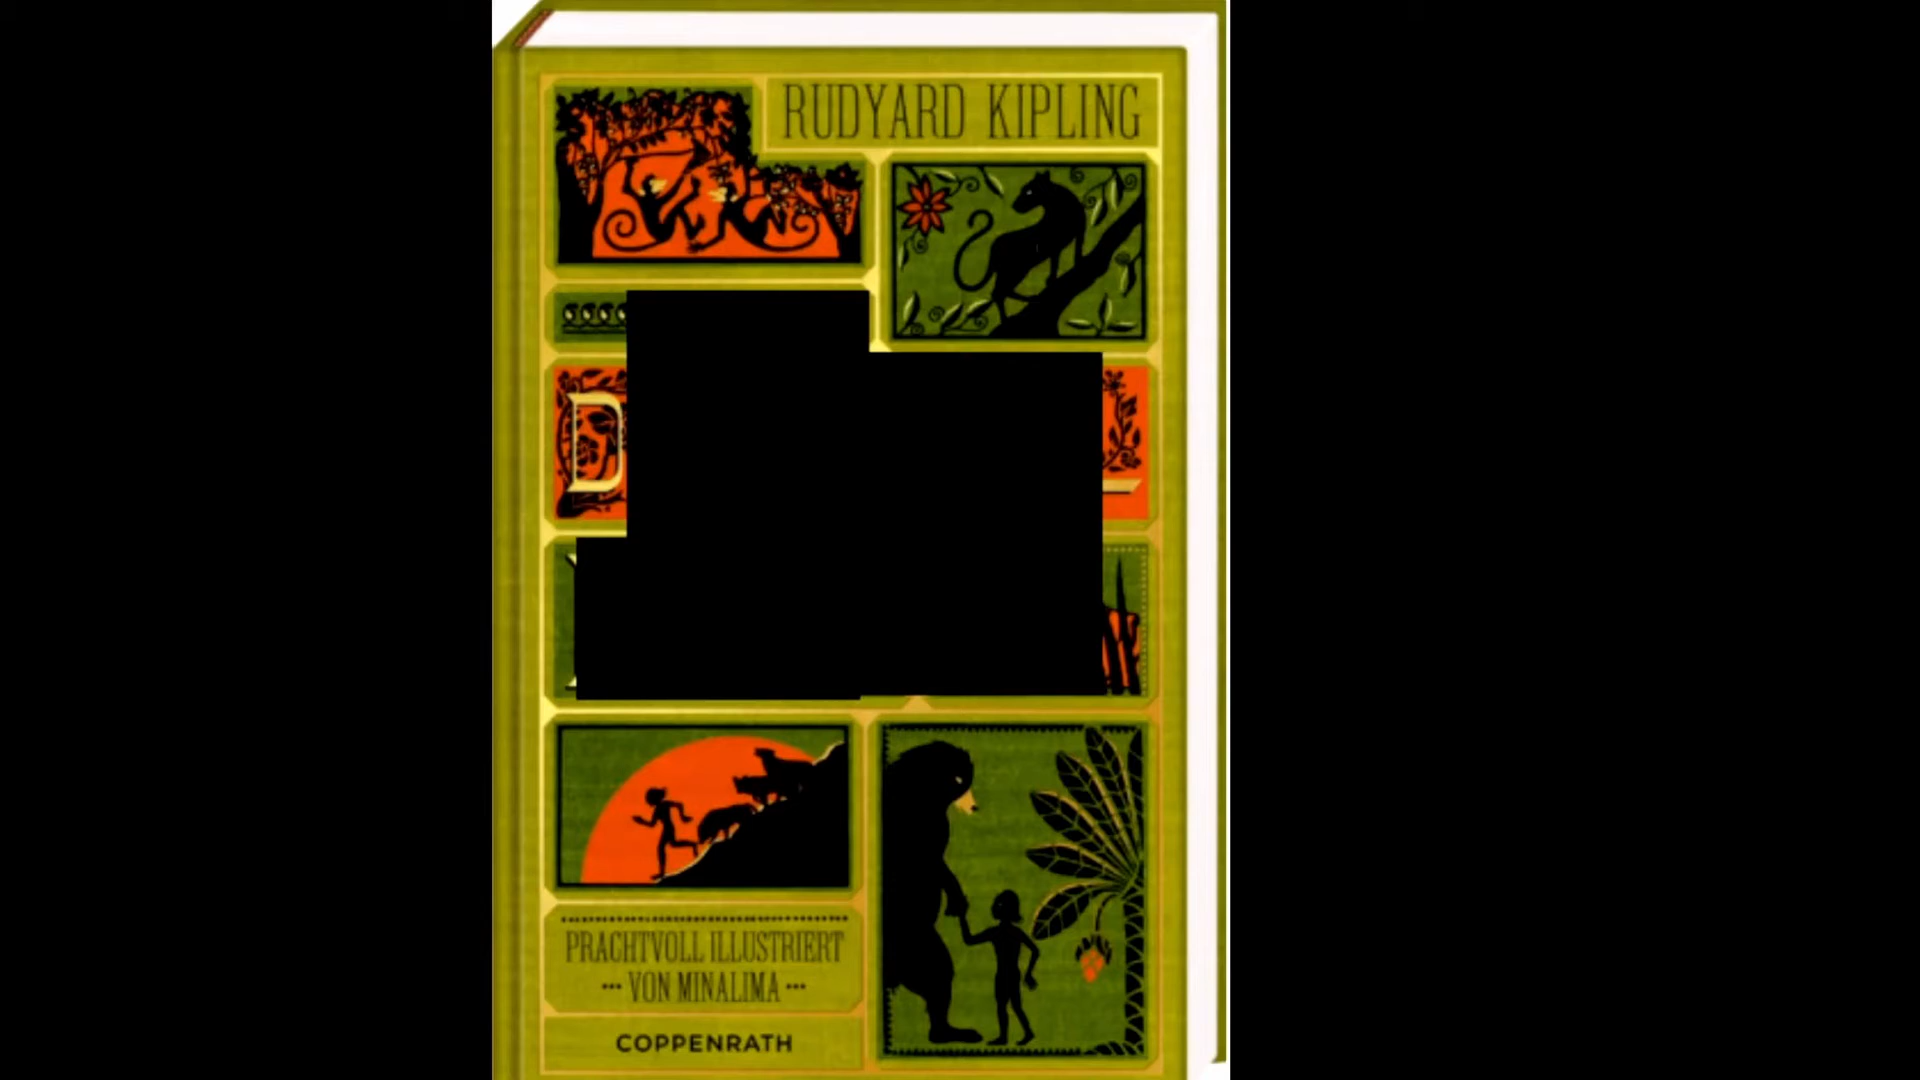 RUDYARD KIPLING
D
PRACHTVOLL ILLUSTRIERT
••• VON MINALIMA •••
COPPENRATH